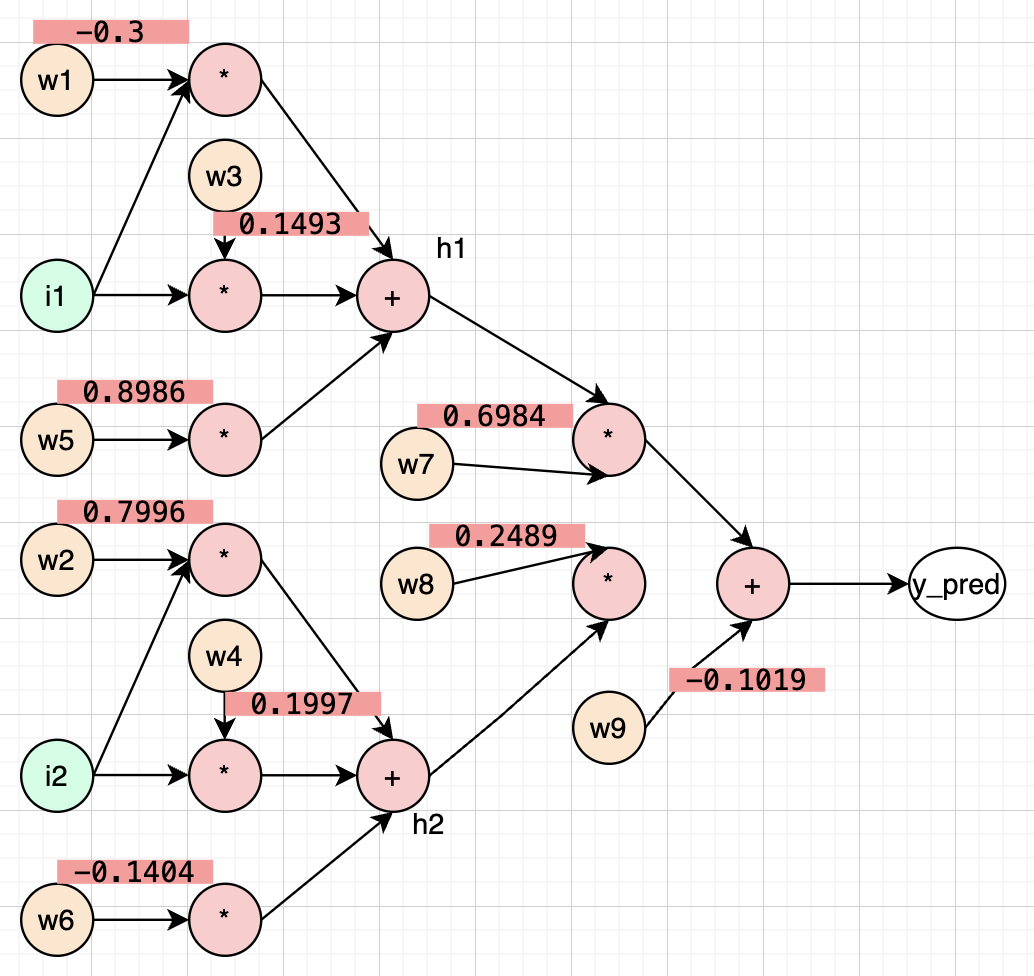 -0.3
w1
*
w3
0.1493
h1
i1
*
+
0.8986
w5
*
0.6984
*
w7
0.7996
w2
*
0.2489
w8
*
+
y_pred
w4
0.1997
-0.1019
w9
i2
*
+
h2
-0.1404
w6
*